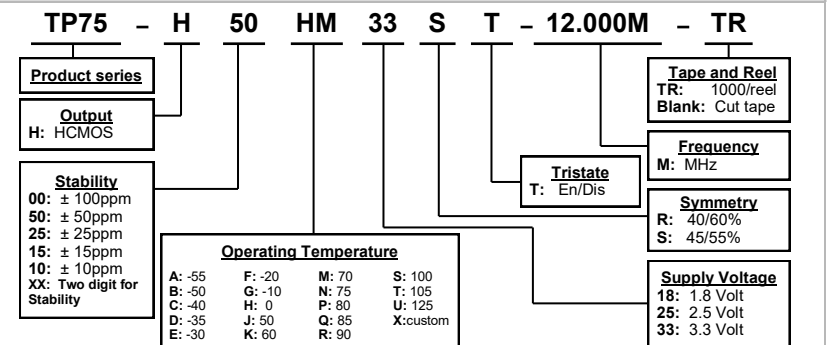 TP75 – H 50 HM 33 S T – 12.000M – TR
Product series
Output
H: HCMOS
Stability
00: ± 100ppm
50: ± 50ppm
25: ± 25ppm
15: ± 15ppm
10: ± 10ppm
XX: Two digit for
Stability
Operating Temperature
A: -55 F: -20 M: 70 S: 100
B: -50 G: -10 N: 75 T: 105
C: -40 H: 0 P: 80 U: 125
D: -35 J: 50 Q: 85 X:custom
E: -30 K: 60 R: 90
Tristate
T: En/Dis
Tape and Reel
TR: 1000/reel
Blank: Cut tape
Frequency
M: MHz
Symmetry
R: 40/60%
S: 45/55%
Supply Voltage
18: 1.8 Volt
25: 2.5 Volt
33: 3.3 Volt